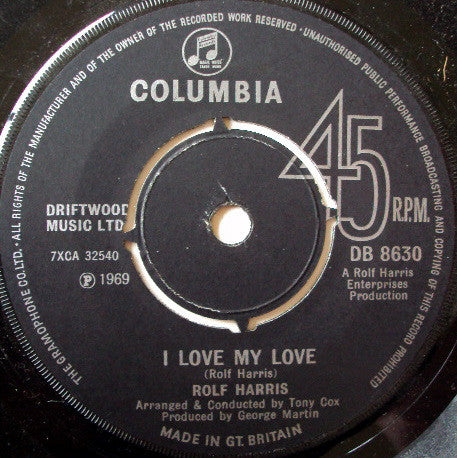 ALL RIGHTS OF THE MANUFACTURER AND OF THE OWNER OF THE RECORDED WORK RESERVED • UNAUTHORISED PUBLIC PERFORMANCE BROADCASTING AND COPYING OF THIS RECORD PROHIBITED
THE GRAMOPHONE CO. LTD. •
COLUMBIA
45
R.P.M.
DRIFTWOOD
MUSIC LTD
7XCA 32540
Ⓟ 1969
DB 8630
A Rolf Harris
Enterprises
Production
I LOVE MY LOVE
(Rolf Harris)
ROLF HARRIS
Arranged & Conducted by Tony Cox
Produced by George Martin
MADE IN GT. BRITAIN